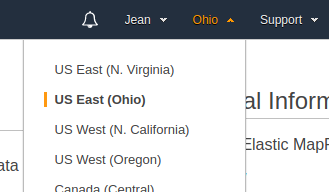 Jean Ohio Support
US East (N. Virginia)
US East (Ohio)
al Inform
US West (N. California)
Elastic MapR
US West (Oregon)
ata
Canada (Central)